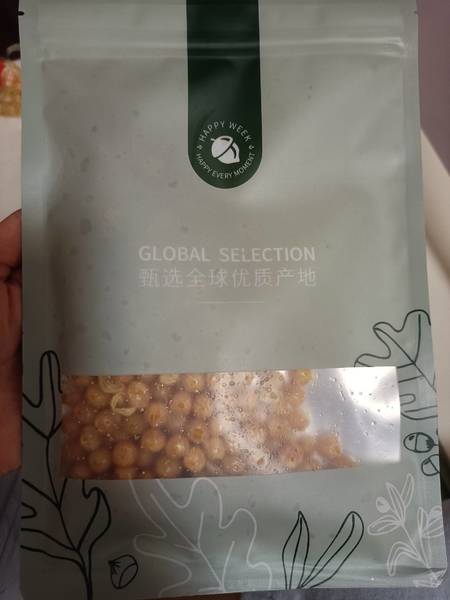 HAPPY WEEK
HAPPY EVERY MOMENT
GLOBAL SELECTION
甄选全球优质产地